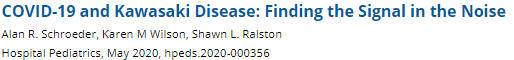 COVID-19 and Kawasaki Disease: Finding the Signal in the Noise
Alan R. Schroeder, Karen M Wilson, Shawn L. Ralston
Hospital Pediatrics, May 2020, hpeds.2020-000356